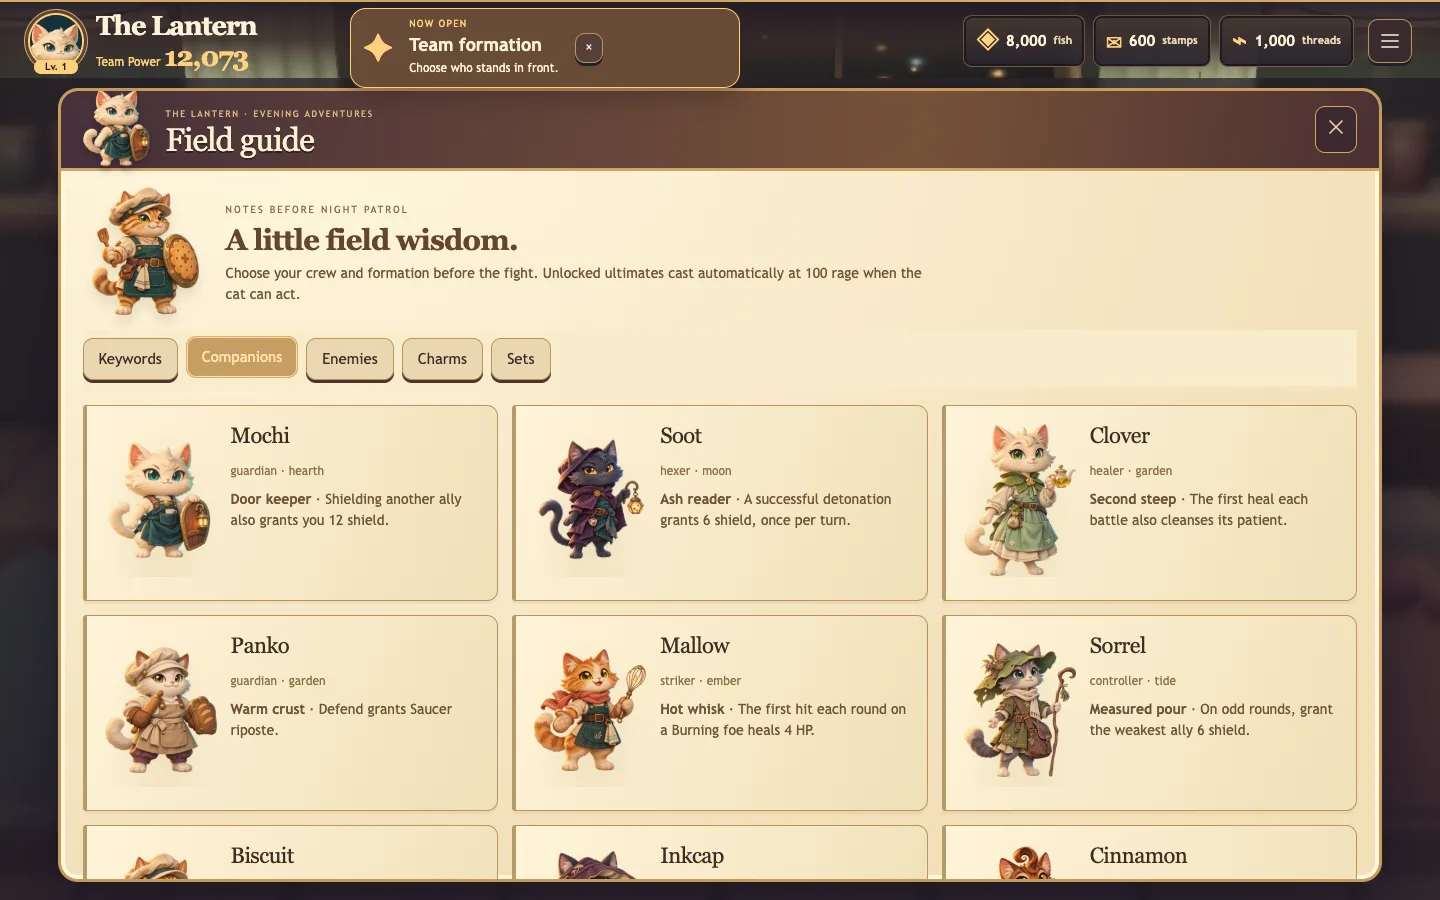 The Lantern
Lv. 1
Team Power 12,073
NOW OPEN
Team formation
Choose who stands in front.
×
8,000 fish
600 stamps
1,000 threads
THE LANTERN · EVENING ADVENTURES
Field guide
NOTES BEFORE NIGHT PATROL
A little field wisdom.
Choose your crew and formation before the fight. Unlocked ultimates cast automatically at 100 rage when the
cat can act.
Keywords
Companions
Enemies
Charms
Sets
Mochi
guardian · hearth
Door keeper · Shielding another ally
also grants you 12 shield.
Soot
hexer · moon
Ash reader · A successful detonation
grants 6 shield, once per turn.
Clover
healer · garden
Second steep · The first heal each
battle also cleanses its patient.
Panko
guardian · garden
Warm crust · Defend grants Saucer
riposte.
Mallow
striker · ember
Hot whisk · The first hit each round on
a Burning foe heals 4 HP.
Sorrel
controller · tide
Measured pour · On odd rounds, grant
the weakest ally 6 shield.
Biscuit
Inkcap
Cinnamon